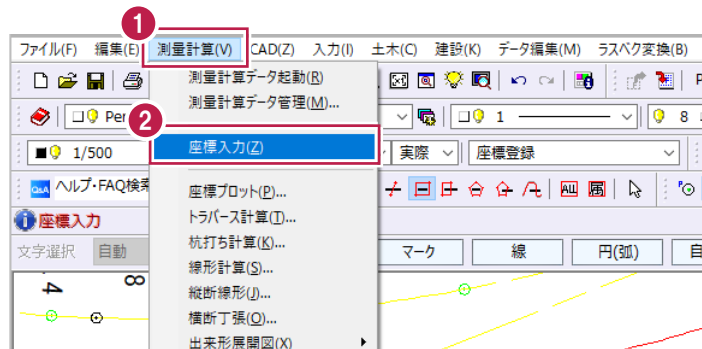 1
ファイル(F) 編集(E) 測量計算(V) CAD(Z) 入力(I) 土木(C) 建設(K) データ編集(M) ラスベク変換(B)
測量計算データ起動(R)
測量計算データ管理(M)...
2
Per
1
8
1/500
座標入力(Z)
実際
座標登録
Q&A ヘルプ・FAQ検索
座標プロット(P)...
ALL
属
座標入力
トラバース計算(T)...
文字選択 自動
杭打ち計算(K)...
マーク
線
円(弧)
自
線形計算(S)...
4
8
縦断線形(J)...
横断丁張(O)...
出来形展開図(X)